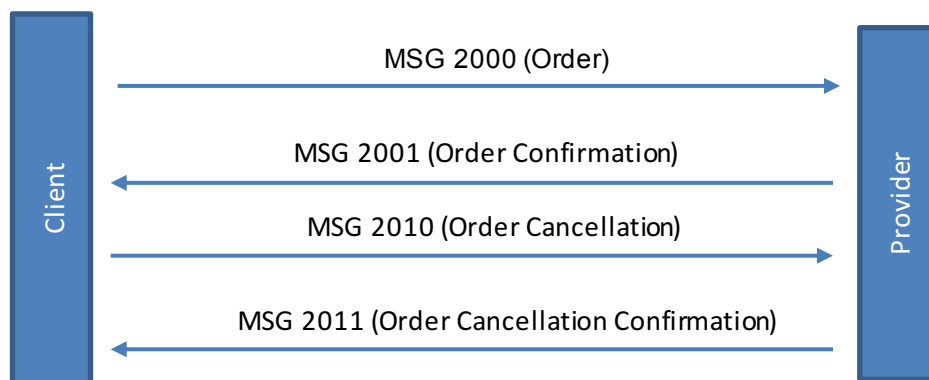 MSG 2000 (Order)
MSG 2001 (Order Confirmation)
Client
Provider
MSG 2010 (Order Cancellation)
MSG 2011 (Order Cancellation Confirmation)